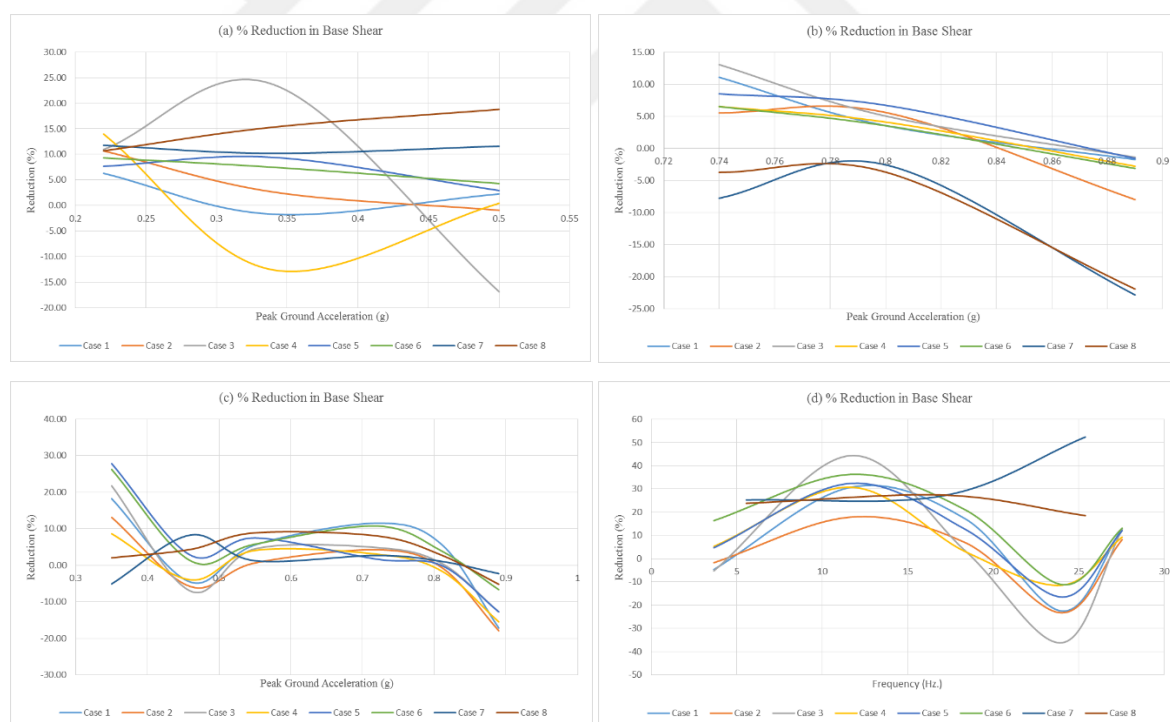 (a) % Reduction in Base Shear
30.00
25.00
20.00
15.00
10.00
5.00
0.00
-5.00
-10.00
-15.00
-20.00
0.2 0.25 0.3 0.35 0.4 0.45 0.5 0.55
Reduction (%)
Peak Ground Acceleration (g)
Case 1 Case 2 Case 3 Case 4 Case 5 Case 6 Case 7 Case 8
(b) % Reduction in Base Shear
15.00
10.00
5.00
0.00
-5.00
-10.00
-15.00
-20.00
-25.00
0.72 0.74 0.76 0.78 0.8 0.82 0.84 0.86 0.88 0.9
Reduction (%)
Peak Ground Acceleration (g)
Case 1 Case 2 Case 3 Case 4 Case 5 Case 6 Case 7 Case 8
(c) % Reduction in Base Shear
40.00
30.00
20.00
10.00
0.00
-10.00
-20.00
-30.00
0.3 0.4 0.5 0.6 0.7 0.8 0.9 1
Reduction (%)
Peak Ground Acceleration (g)
Case 1 Case 2 Case 3 Case 4 Case 5 Case 6 Case 7 Case 8
(d) % Reduction in Base Shear
60
50
40
30
20
10
0
-10
-20
-30
-40
-50
0 5 10 15 20 25 30
Reduction (%)
Frequency (Hz.)
Case 1 Case 2 Case 3 Case 4 Case 5 Case 6 Case 7 Case 8